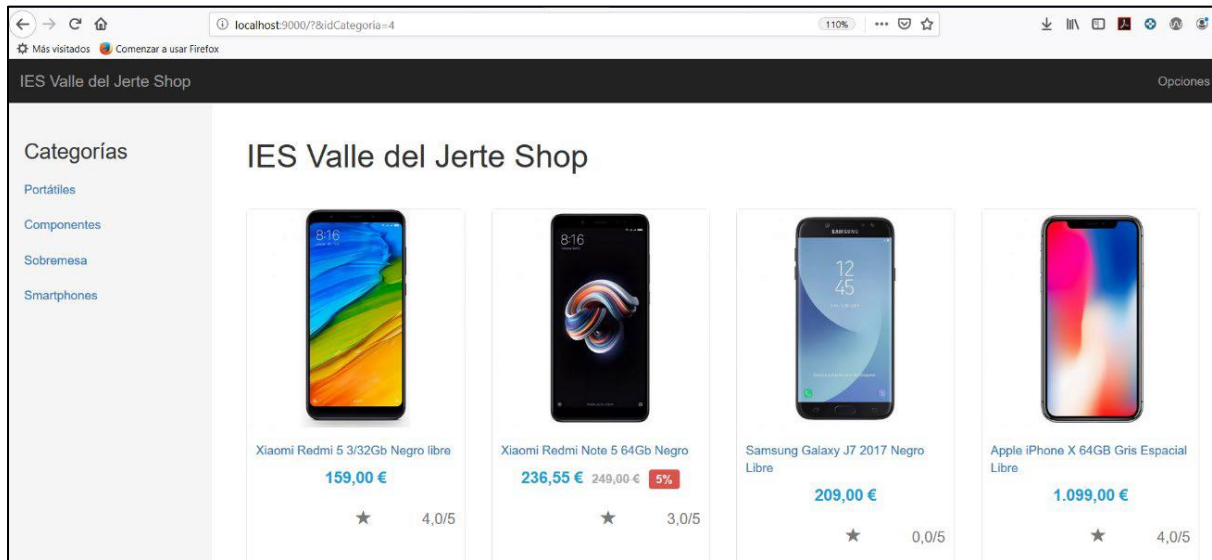 localhost:9000/?&idCategoria=4
110%
Más visitados
Comenzar a usar Firefox
IES Valle del Jerte Shop
Opciones
Categorías
Portátiles
Componentes
Sobremesa
Smartphones
IES Valle del Jerte Shop
8:16
Xiaomi Redmi 5 3/32Gb Negro libre
159,00 €
4,0/5
8:16
Xiaomi Redmi Note 5 64Gb Negro
236,55 € 249,00 € 5%
3,0/5
SAMSUNG
12
45
Samsung Galaxy J7 2017 Negro
Libre
209,00 €
0,0/5
Apple iPhone X 64GB Gris Espacial
Libre
1.099,00 €
4,0/5